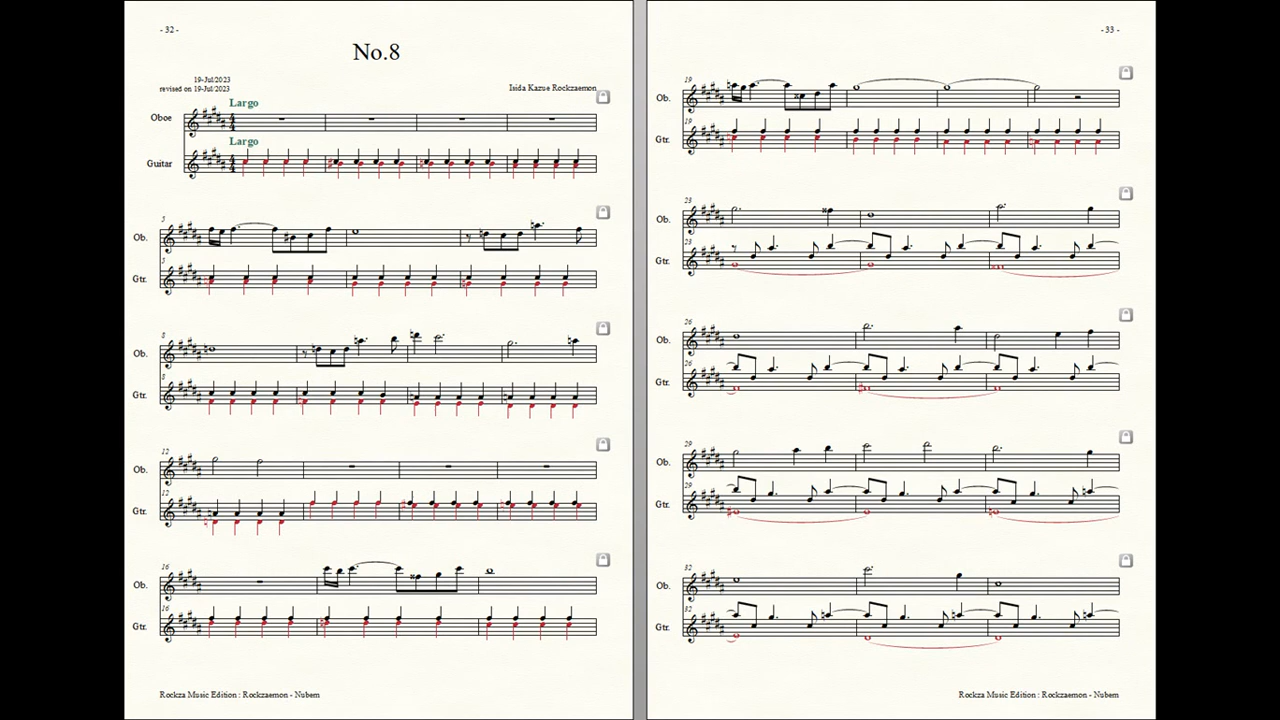 - 32 -
No.8
19-Jul/2023
revised on 19-Jul/2023
Isida Kazue Rockzaemon
Largo
Oboe
Largo
Guitar
5
Ob.
5
Gtr.
8
Ob.
8
Gtr.
12
Ob.
12
Gtr.
16
Ob.
16
Gtr.
Rockza Music Edition : Rockzaemon - Nubem
- 33 -
19
Ob.
19
Gtr.
23
Ob.
23
Gtr.
26
Ob.
26
Gtr.
29
Ob.
29
Gtr.
32
Ob.
32
Gtr.
Rockza Music Edition : Rockzaemon - Nubem